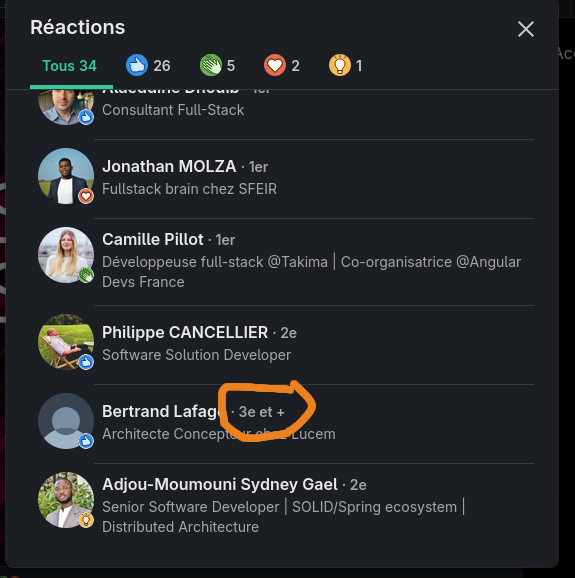 Réactions
Tous 34 26 5 2 1
Consultant Full-Stack
Jonathan MOLZA · 1er
Fullstack brain chez SFEIR
Camille Pillot · 1er
Développeuse full-stack @Takima | Co-organisatrice @Angular
Devs France
Philippe CANCELLIER · 2e
Software Solution Developer
Bertrand Lafage · 3e et +
Architecte Concepteur chez Lucem
Adjou-Moumouni Sydney Gael · 2e
Senior Software Developer | SOLID/Spring ecosystem |
Distributed Architecture